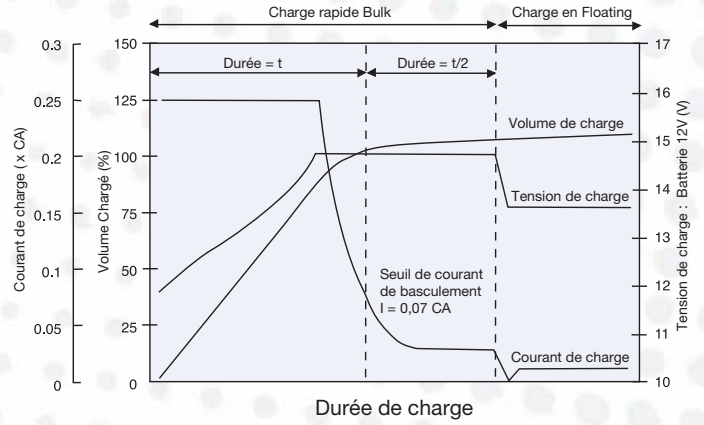 Charge rapide Bulk
Charge en Floating
0.3
150
17
Durée = t
Durée = t/2
0.25
125
16
Volume de charge
0.2
100
15
Tension de charge
14
0.15
75
13
Seuil de courant
de basculement
I = 0,07 CA
0.1
50
12
0.05
25
11
Courant de charge
0
0
10
Courant de charge ( x CA)
Volume Chargé (%)
Tension de charge : Batterie 12V (V)
Durée de charge